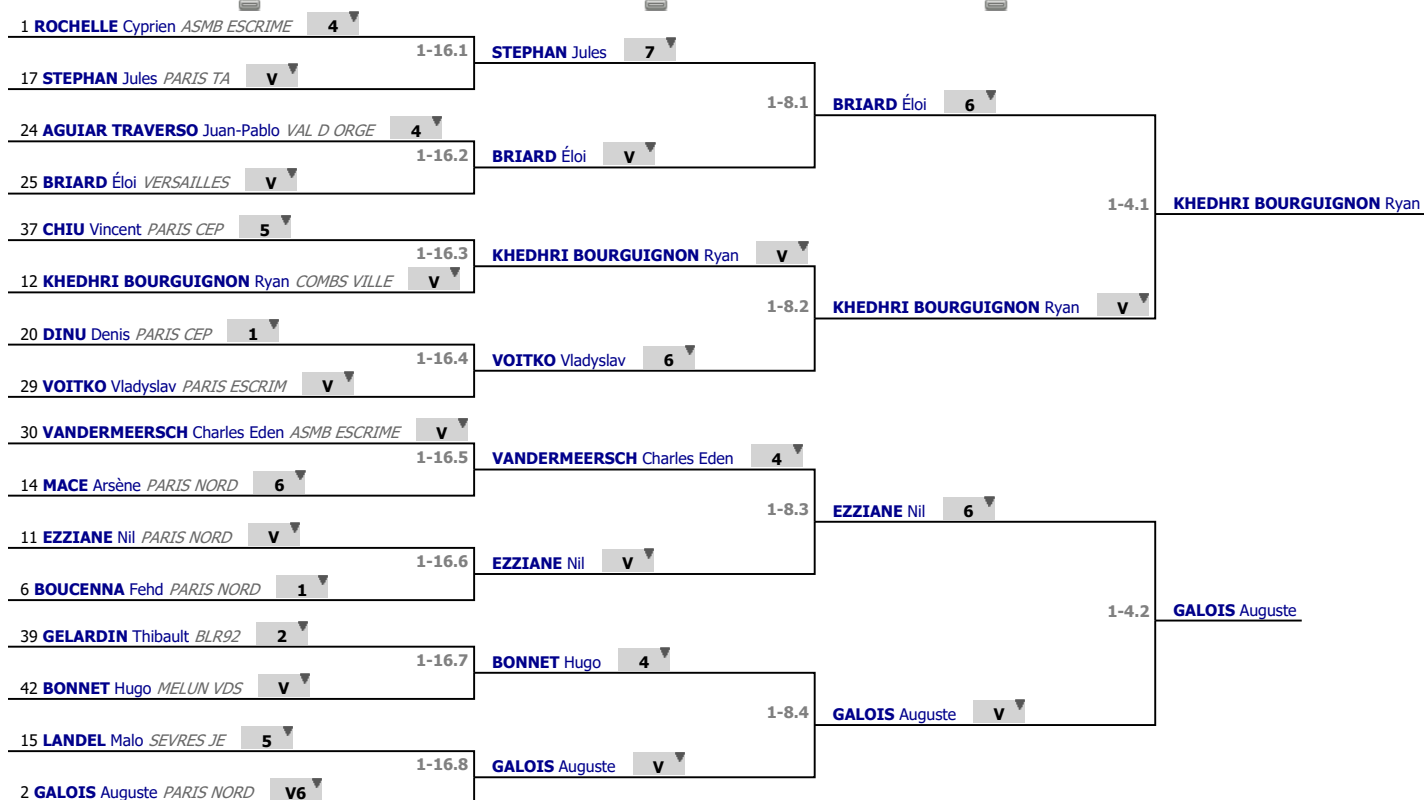 1 ROCHELLE Cyprien ASMB ESCRIME 4
1-16.1
17 STEPHAN Jules PARIS TA V
24 AGUIAR TRAVERSO Juan-Pablo VAL D ORGE 4
1-16.2
25 BRIARD Éloi VERSAILLES V
37 CHIU Vincent PARIS CEP 5
1-16.3
12 KHEDHRI BOURGUIGNON Ryan COMBS VILLE V
20 DINU Denis PARIS CEP 1
1-16.4
29 VOITKO Vladyslav PARIS ESCRIM V
30 VANDERMEERSCH Charles Eden ASMB ESCRIME V
1-16.5
14 MACE Arsène PARIS NORD 6
11 EZZIANE Nil PARIS NORD V
1-16.6
6 BOUCENNA Fehd PARIS NORD 1
39 GELARDIN Thibault BLR92 2
1-16.7
42 BONNET Hugo MELUN VDS V
15 LANDEL Malo SEVRES JE 5
1-16.8
2 GALOIS Auguste PARIS NORD V6
STEPHAN Jules 7
1-8.1
BRIARD Éloi V
KHEDHRI BOURGUIGNON Ryan V
1-8.2
VOITKO Vladyslav 6
VANDERMEERSCH Charles Eden 4
1-8.3
EZZIANE Nil V
BONNET Hugo 4
1-8.4
GALOIS Auguste V
BRIARD Éloi 6
1-4.1
KHEDHRI BOURGUIGNON Ryan V
EZZIANE Nil 6
1-4.2
GALOIS Auguste V
KHEDHRI BOURGUIGNON Ryan
GALOIS Auguste